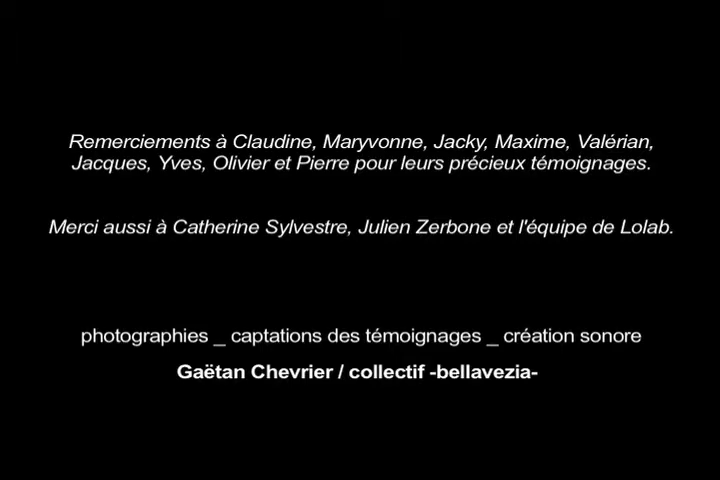 Remerciements à Claudine, Maryvonne, Jacky, Maxime, Valérian,
Jacques, Yves, Olivier et Pierre pour leurs précieux témoignages.
Merci aussi à Catherine Sylvestre, Julien Zerbone et l'équipe de Lolab.
photographies _ captations des témoignages _ création sonore
Gaëtan Chevrier / collectif -bellavezia-